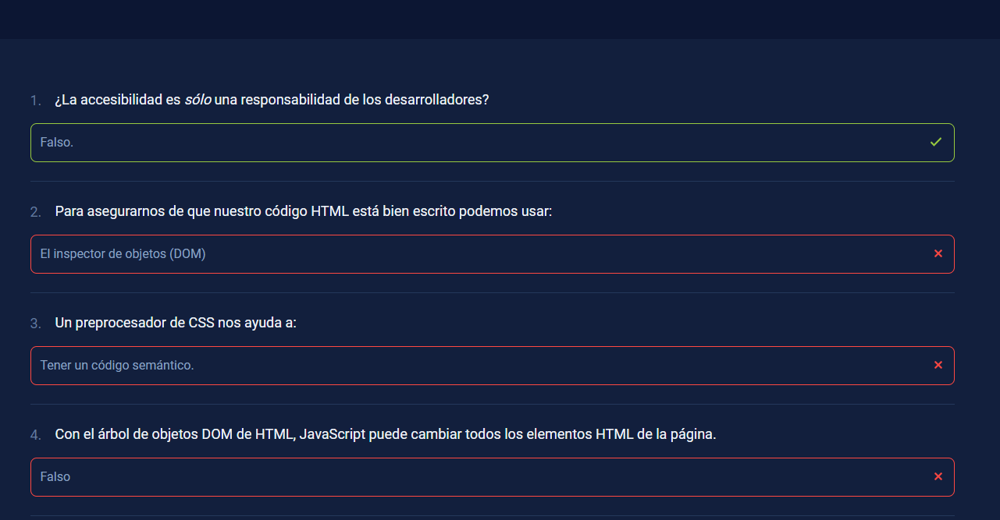 1. ¿La accesibilidad es sólo una responsabilidad de los desarrolladores?
Falso.
2. Para asegurarnos de que nuestro código HTML está bien escrito podemos usar:
El inspector de objetos (DOM)
3. Un preprocesador de CSS nos ayuda a:
Tener un código semántico.
4. Con el árbol de objetos DOM de HTML, JavaScript puede cambiar todos los elementos HTML de la página.
Falso